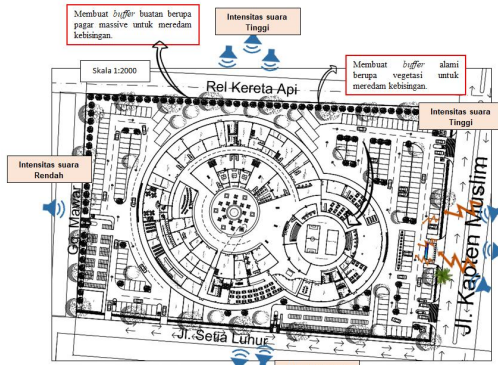 Membuat buffer buatan berupa
pagar massive untuk meredam
kebisingan.
Intensitas suara
Tinggi
Skala 1:2000
Rel Kereta Api
Membuat buffer alami
berupa vegetasi untuk
meredam kebisingan.
Intensitas suara
Tinggi
Intensitas suara
Rendah
Jl. Kapten Muslim
Jl. Setia Luhur